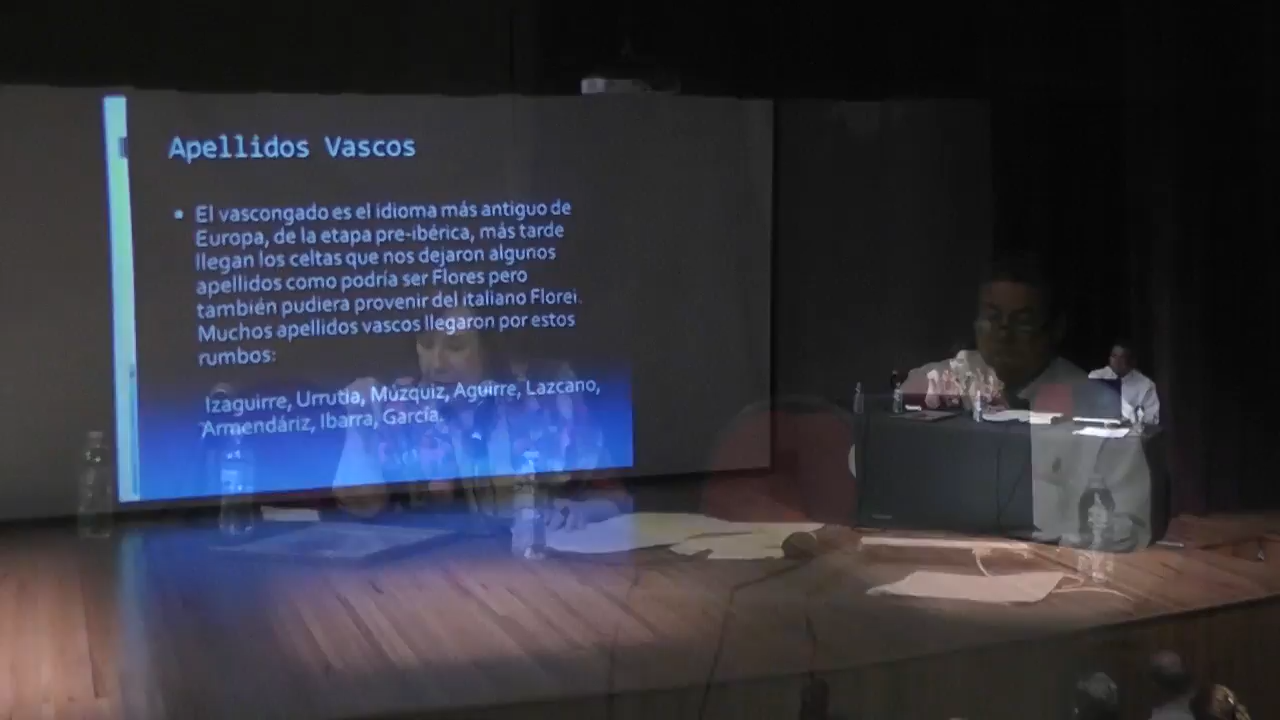 Apellidos Vascos
El vascongado es el idioma más antiguo de
Europa, de la etapa pre-ibérica, más tarde
llegan los celtas que nos dejaron algunos
apellidos como podría ser Flores pero
también pudiera provenir del italiano Florei.
Muchos apellidos vascos llegaron por estos
rumbos:
Izaguirre, Urrutia, Múzquiz, Aguirre, Lazcano,
Armendáriz, Ibarra, García.